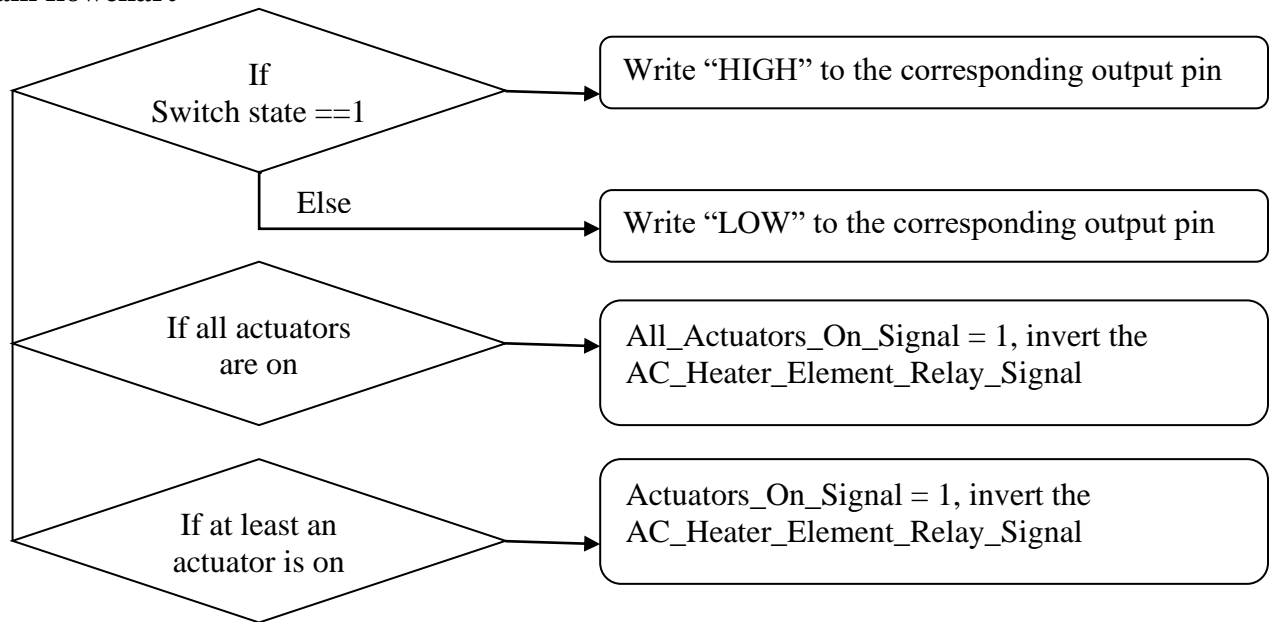 If
Switch state ==1
Write “HIGH” to the corresponding output pin
Else
Write “LOW” to the corresponding output pin
If all actuators
are on
All_Actuators_On_Signal = 1, invert the
AC_Heater_Element_Relay_Signal
If at least an
actuator is on
Actuators_On_Signal = 1, invert the
AC_Heater_Element_Relay_Signal